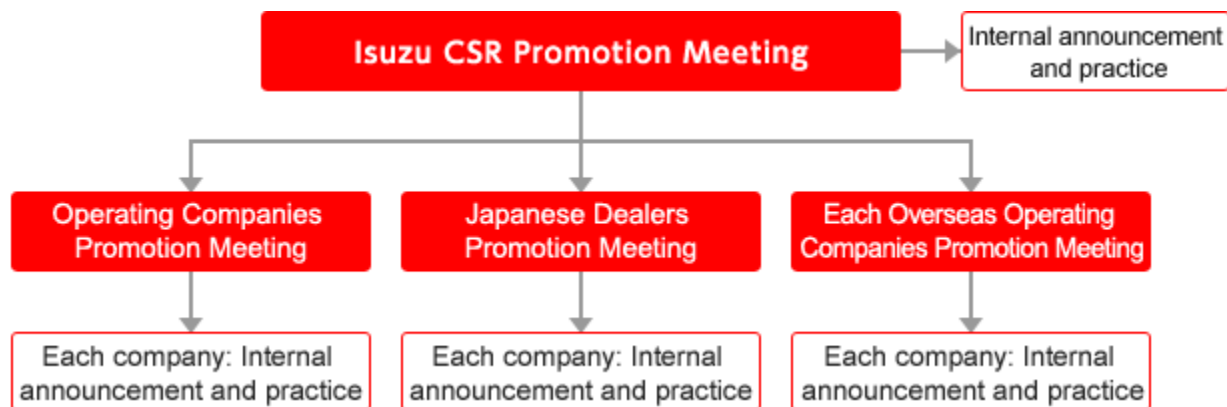 Isuzu CSR Promotion Meeting
Internal announcement
and practice
Operating Companies
Promotion Meeting
Japanese Dealers
Promotion Meeting
Each Overseas Operating
Companies Promotion Meeting
Each company: Internal
announcement and practice
Each company: Internal
announcement and practice
Each company: Internal
announcement and practice